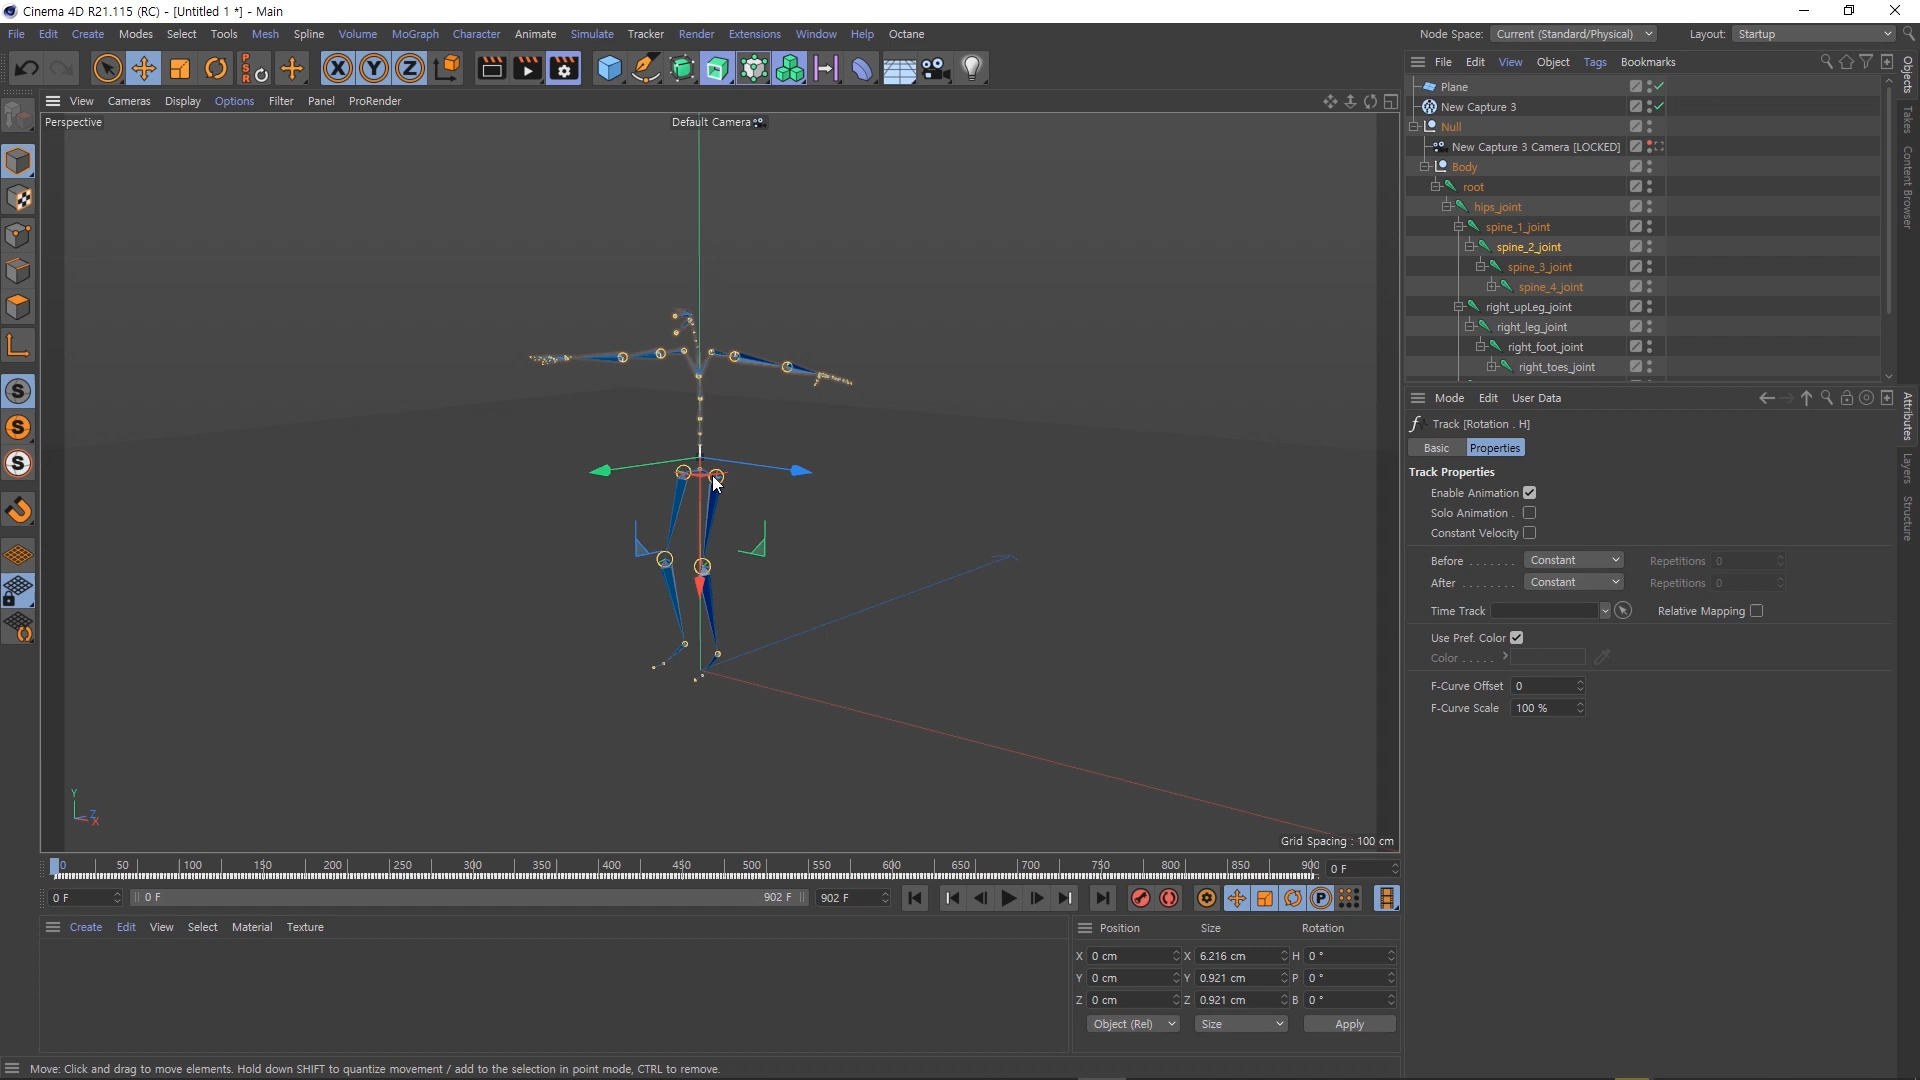 Cinema 4D R21.115 (RC) - [Untitled 1 *] - Main
File Edit Create Modes Select Tools Mesh Spline Volume MoGraph Character Animate Simulate Tracker Render Extensions Window Help Octane
Node Space: Current (Standard/Physical) Layout: Startup
X Y Z
P S R
View Cameras Display Options Filter Panel ProRender
Perspective
Default Camera
Y
Z
X
Grid Spacing : 100 cm
S
S
S
File Edit View Object Tags Bookmarks
Plane
New Capture 3
Null
New Capture 3 Camera [LOCKED]
Body
root
hips_joint
spine_1_joint
spine_2_joint
spine_3_joint
spine_4_joint
right_upLeg_joint
right_leg_joint
right_foot_joint
right_toes_joint
Objects
Takes
Content Browser
Mode Edit User Data
Track [Rotation . H]
Basic Properties
Track Properties
Enable Animation
Solo Animation .
Constant Velocity
Before . . . . . . . Constant Repetitions 0
After . . . . . . . . Constant Repetitions 0
Time Track Relative Mapping
Use Pref. Color
Color . . . . .
F-Curve Offset 0
F-Curve Scale 100 %
Attributes
Layers
Structure
0 50 100 150 200 250 300 350 400 450 500 550 600 650 700 750 800 850 900 0 F
0 F 0 F 902 F 902 F
P
Create Edit View Select Material Texture
Position Size Rotation
X 0 cm X 6.216 cm H 0 °
Y 0 cm Y 0.921 cm P 0 °
Z 0 cm Z 0.921 cm B 0 °
Object (Rel) Size Apply
Move: Click and drag to move elements. Hold down SHIFT to quantize movement / add to the selection in point mode, CTRL to remove.